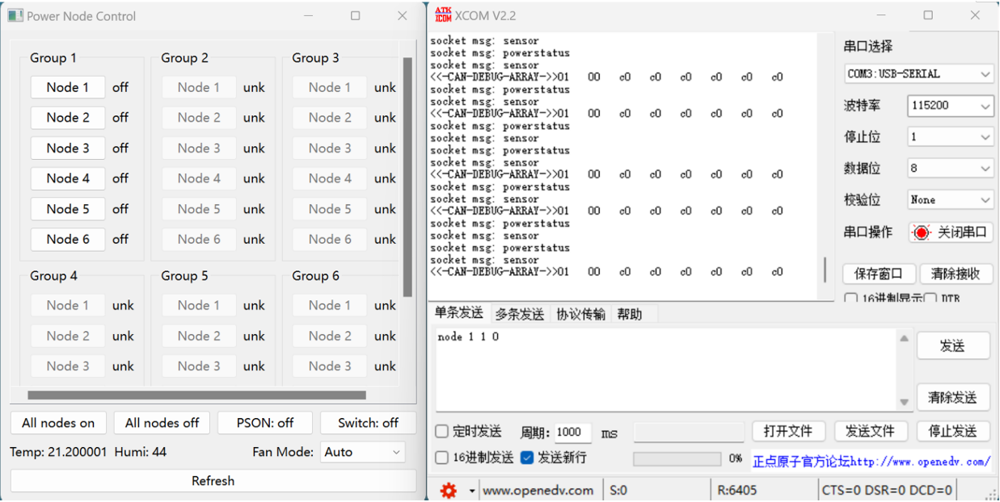 Power Node Control
Group 1
Group 2
Group 3
Node 1 off
Node 1 unk
Node 1 unk
Node 2 off
Node 2 unk
Node 2 unk
Node 3 off
Node 3 unk
Node 3 unk
Node 4 off
Node 4 unk
Node 4 unk
Node 5 off
Node 5 unk
Node 5 unk
Node 6 off
Node 6 unk
Node 6 unk
Group 4
Group 5
Group 6
Node 1 unk
Node 1 unk
Node 1 unk
Node 2 unk
Node 2 unk
Node 2 unk
Node 3 unk
Node 3 unk
Node 3 unk
All nodes on
All nodes off
PSON: off
Switch: off
Temp: 21.200001 Humi: 44
Fan Mode: Auto
Refresh
ATK
XCOM
XCOM V2.2
socket msg: sensor
socket msg: powerstatus
socket msg: sensor
<<-CAN-DEBUG-ARRAY->>01 00 c0 c0 c0 c0 c0 c0
socket msg: powerstatus
socket msg: sensor
<<-CAN-DEBUG-ARRAY->>01 00 c0 c0 c0 c0 c0 c0
socket msg: powerstatus
socket msg: sensor
socket msg: powerstatus
socket msg: sensor
<<-CAN-DEBUG-ARRAY->>01 00 c0 c0 c0 c0 c0 c0
socket msg: powerstatus
socket msg: sensor
<<-CAN-DEBUG-ARRAY->>01 00 c0 c0 c0 c0 c0 c0
socket msg: powerstatus
socket msg: sensor
socket msg: powerstatus
socket msg: sensor
<<-CAN-DEBUG-ARRAY->>01 00 c0 c0 c0 c0 c0 c0
串口选择
COM3:USB-SERIAL
波特率 115200
停止位 1
数据位 8
校验位 None
串口操作 关闭串口
保存窗口 清除接收
16进制显示 DTR
单条发送 多条发送 协议传输 帮助
node 1 1 0
发送
清除发送
定时发送 周期: 1000 ms
打开文件 发送文件 停止发送
16进制发送 发送新行
0% 正点原子官方论坛http://www.openedv.com/
www.openedv.com S:0 R:6405 CTS=0 DSR=0 DCD=0